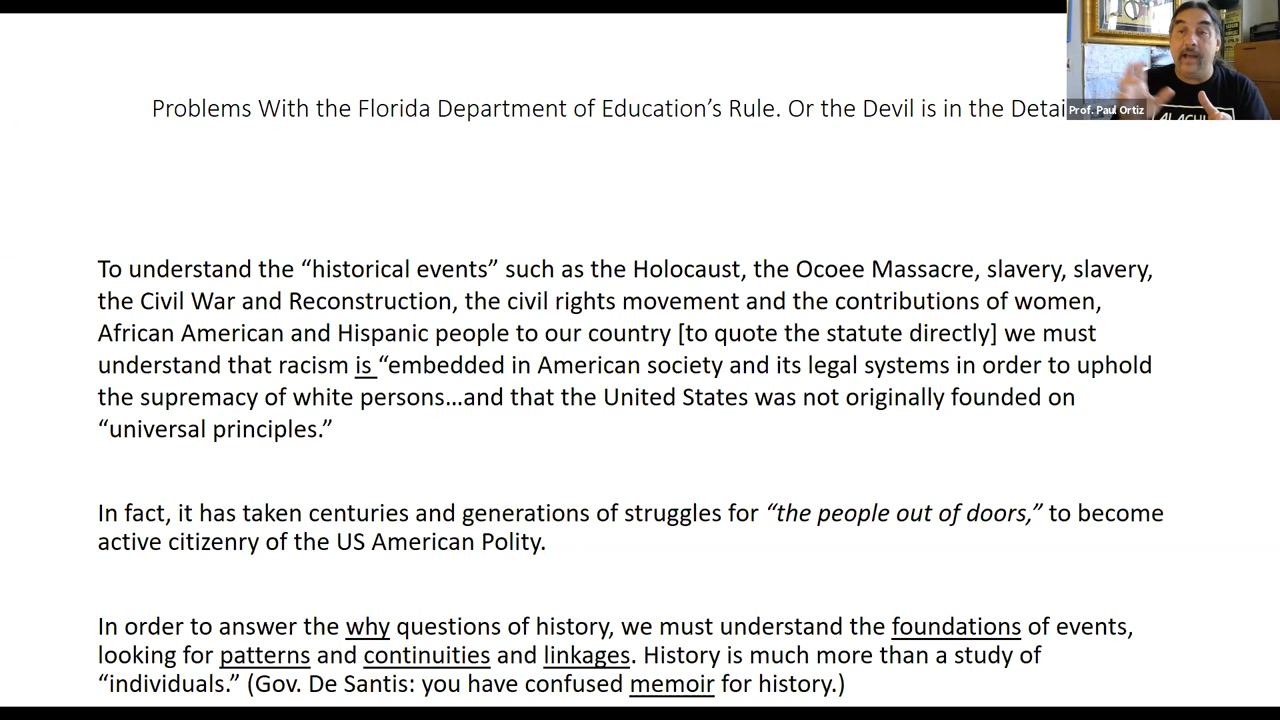 Problems With the Florida Department of Education’s Rule. Or the Devil is in the Detai
Prof. Paul Ortiz
To understand the “historical events” such as the Holocaust, the Ocoee Massacre, slavery, slavery,
the Civil War and Reconstruction, the civil rights movement and the contributions of women,
African American and Hispanic people to our country [to quote the statute directly] we must
understand that racism is “embedded in American society and its legal systems in order to uphold
the supremacy of white persons…and that the United States was not originally founded on
“universal principles.”
In fact, it has taken centuries and generations of struggles for “the people out of doors,” to become
active citizenry of the US American Polity.
In order to answer the why questions of history, we must understand the foundations of events,
looking for patterns and continuities and linkages. History is much more than a study of
“individuals.” (Gov. De Santis: you have confused memoir for history.)